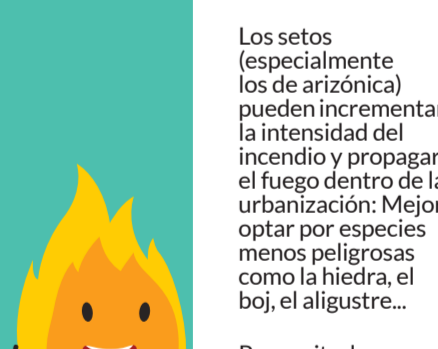 Los setos
(especialmente
los de arizónica)
pueden incrementar
la intensidad del
incendio y propagar
el fuego dentro de la
urbanización: Mejor
optar por especies
menos peligrosas
como la hiedra, el
boj, el aligustre...